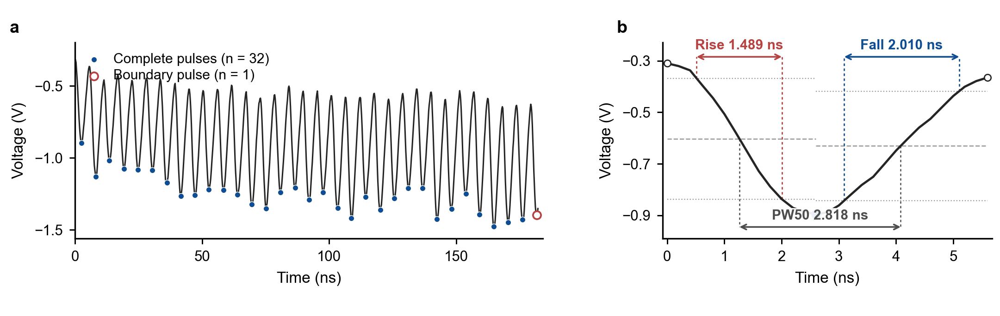 a
Complete pulses (n = 32)
Boundary pulse (n = 1)
−0.5
−1.0
−1.5
Voltage (V)
0
50
100
150
Time (ns)
b
Rise 1.489 ns
Fall 2.010 ns
−0.3
−0.5
−0.7
−0.9
Voltage (V)
PW50 2.818 ns
0
1
2
3
4
5
Time (ns)